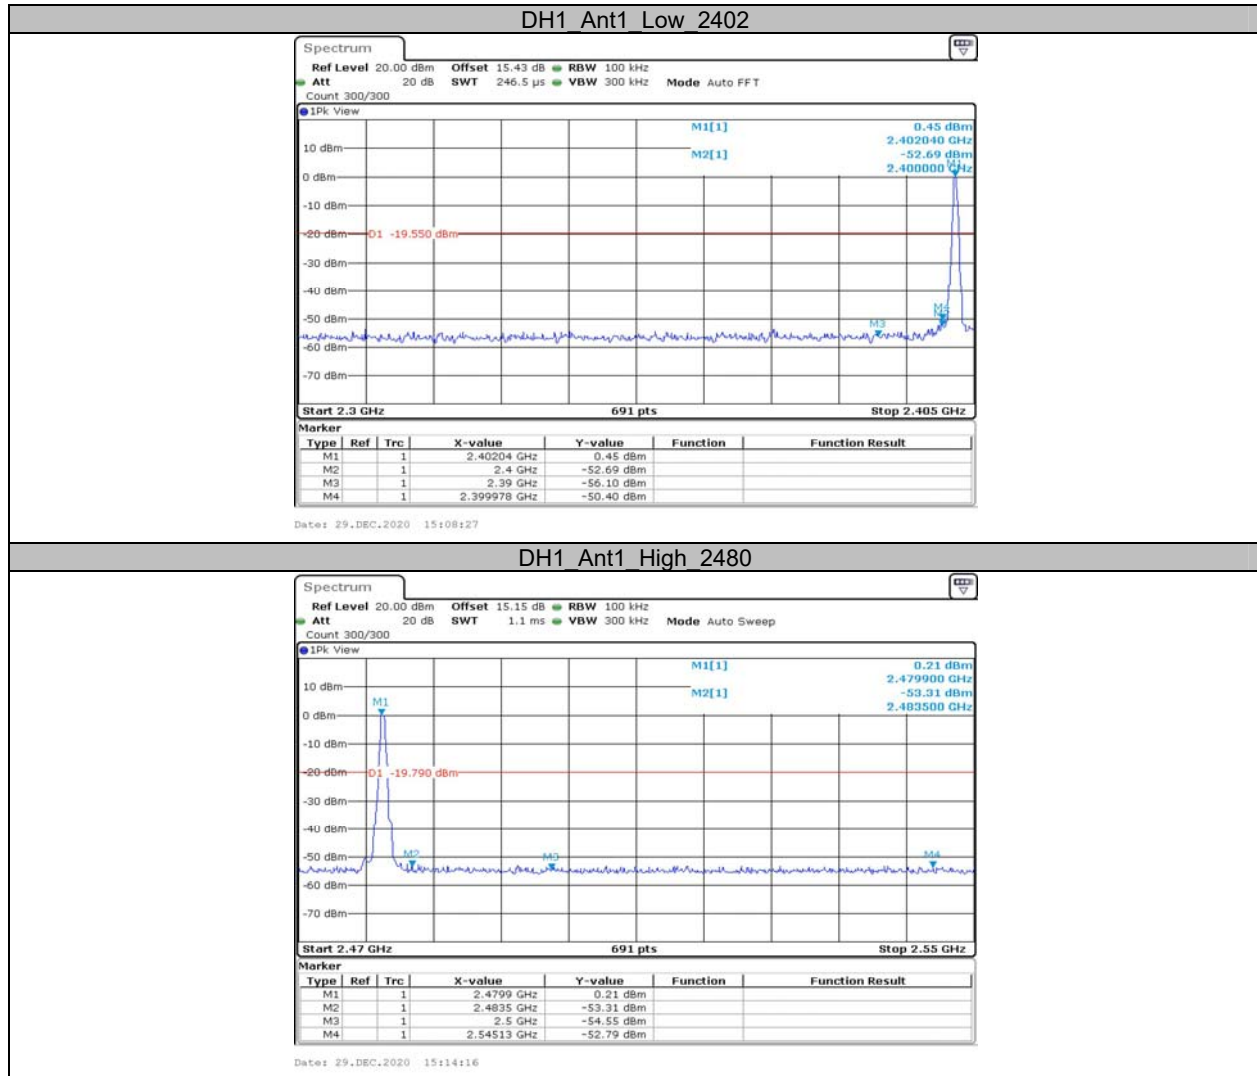 DH1_Ant1_Low_2402
Spectrum
Ref Level 20.00 dBm Offset 15.43 dB RBW 100 kHz
Att 20 dB SWT 246.5 µs VBW 300 kHz Mode Auto FFT
Count 300/300
1Pk View
M1[1] 0.45 dBm
2.402040 GHz
10 dBm
M2[1] -52.69 dBm
2.400000 GHz
M1
0 dBm
-10 dBm
-20 dBm D1 -19.550 dBm
-30 dBm
-40 dBm
M4
-50 dBm
M3
-60 dBm
-70 dBm
Start 2.3 GHz 691 pts Stop 2.405 GHz
Marker
Type Ref Trc X-value Y-value Function Function Result
M1 1 2.40204 GHz 0.45 dBm
M2 1 2.4 GHz -52.69 dBm
M3 1 2.39 GHz -56.10 dBm
M4 1 2.399978 GHz -50.40 dBm
Date: 29.DEC.2020 15:08:27
DH1_Ant1_High_2480
Spectrum
Ref Level 20.00 dBm Offset 15.15 dB RBW 100 kHz
Att 20 dB SWT 1.1 ms VBW 300 kHz Mode Auto Sweep
Count 300/300
1Pk View
M1[1] 0.21 dBm
2.479900 GHz
10 dBm
M2[1] -53.31 dBm
2.483500 GHz
M1
0 dBm
-10 dBm
-20 dBm D1 -19.790 dBm
-30 dBm
-40 dBm
-50 dBm
M2 M3 M4
-60 dBm
-70 dBm
Start 2.47 GHz 691 pts Stop 2.55 GHz
Marker
Type Ref Trc X-value Y-value Function Function Result
M1 1 2.4799 GHz 0.21 dBm
M2 1 2.4835 GHz -53.31 dBm
M3 1 2.5 GHz -54.55 dBm
M4 1 2.54513 GHz -52.79 dBm
Date: 29.DEC.2020 15:14:16